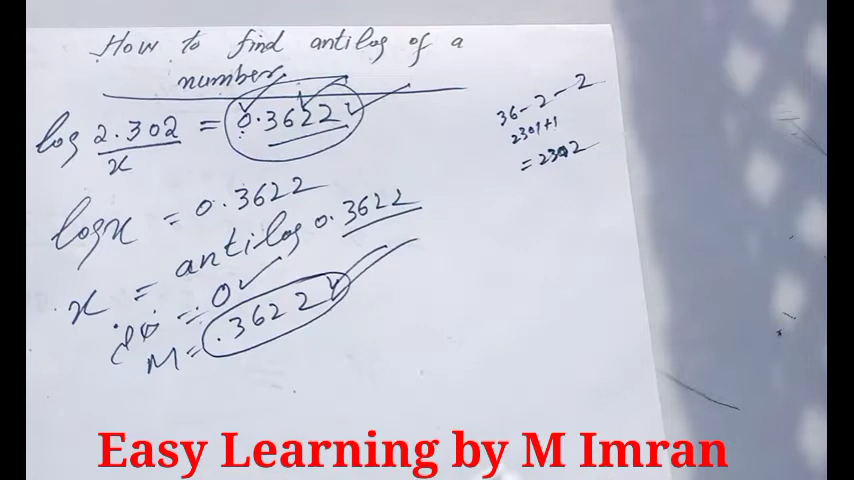 How to find antilog of a
number
log 2.302 = 0.3622
x
log x = 0.3622
x = antilog 0.3622
= 0
M = .3622
36-2-2
2301+1
= 2302
Easy Learning by M Imran